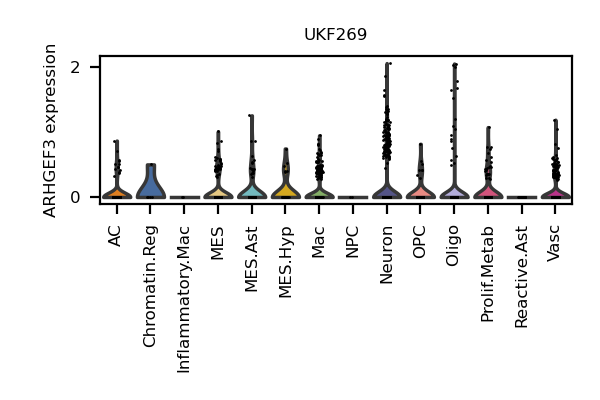 UKF269
ARHGEF3 expression
2
0
AC
Chromatin.Reg
Inflammatory.Mac
MES
MES.Ast
MES.Hyp
Mac
NPC
Neuron
OPC
Oligo
Prolif.Metab
Reactive.Ast
Vasc